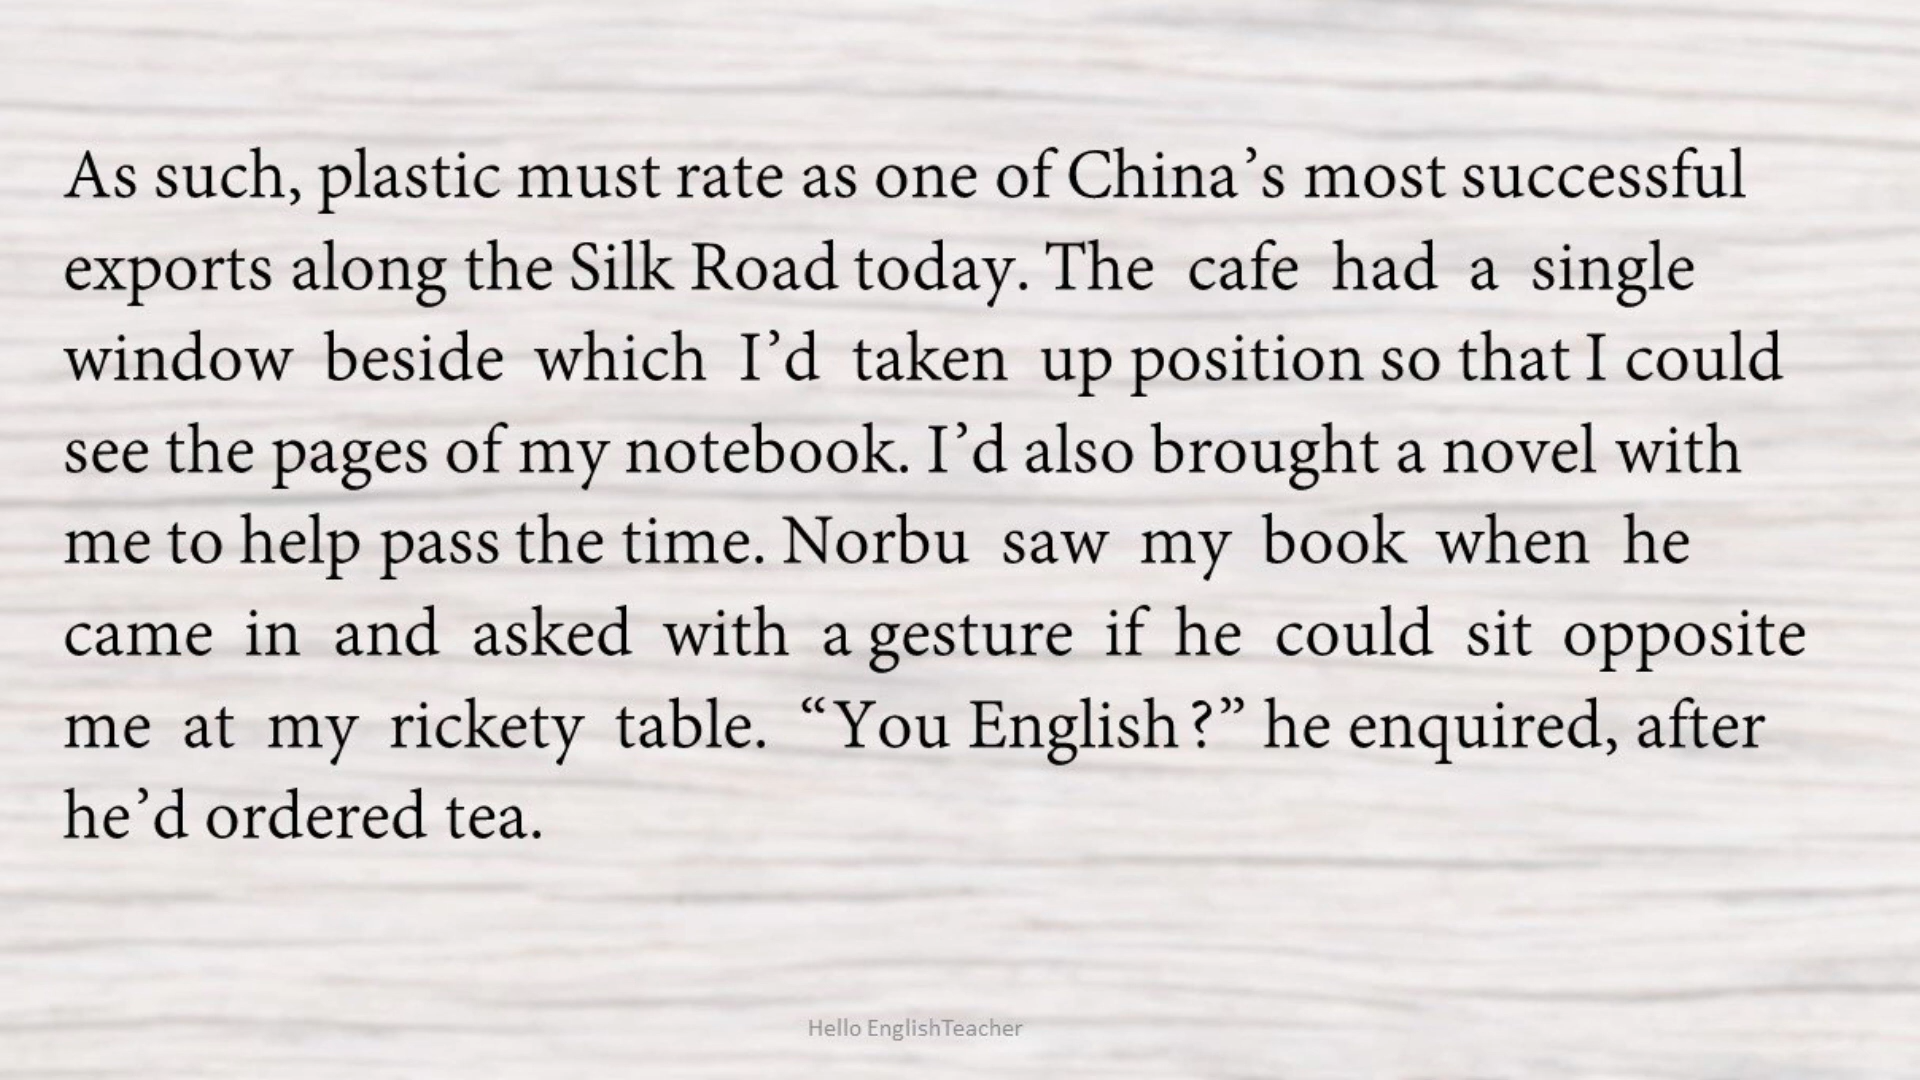 As such, plastic must rate as one of China’s most successful
exports along the Silk Road today. The cafe had a single
window beside which I’d taken up position so that I could
see the pages of my notebook. I’d also brought a novel with
me to help pass the time. Norbu saw my book when he
came in and asked with a gesture if he could sit opposite
me at my rickety table. “You English?” he enquired, after
he’d ordered tea.
Hello EnglishTeacher